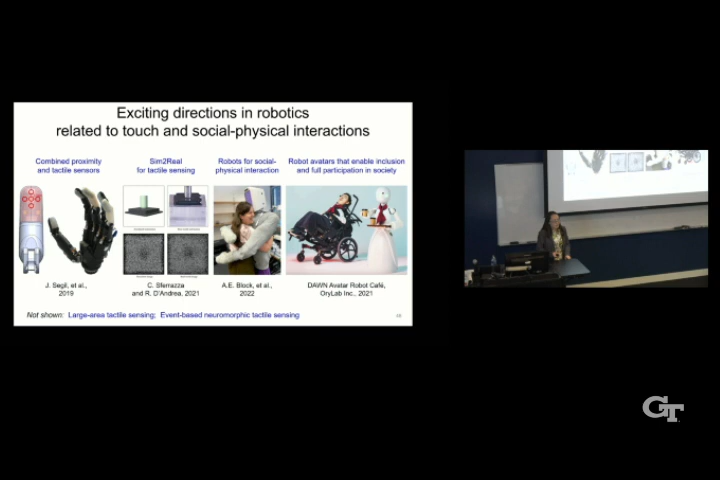 Exciting directions in robotics
related to touch and social-physical interactions
Combined proximity
and tactile sensors
Sim2Real
for tactile sensing
Robots for social-
physical interaction
Robot avatars that enable inclusion
and full participation in society
J. Segil, et al.,
2019
C. Sferrazza
and R. D'Andrea, 2021
A.E. Block, et al.,
2022
DAWN Avatar Robot Café,
OryLab Inc., 2021
Not shown: Large-area tactile sensing; Event-based neuromorphic tactile sensing
GT